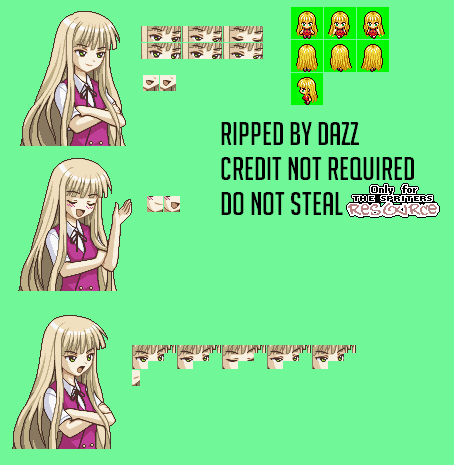 RIPPED BY DAZZ
CREDIT NOT REQUIRED
DO NOT STEAL
Only for
THE SPRITERS
RESOURCE